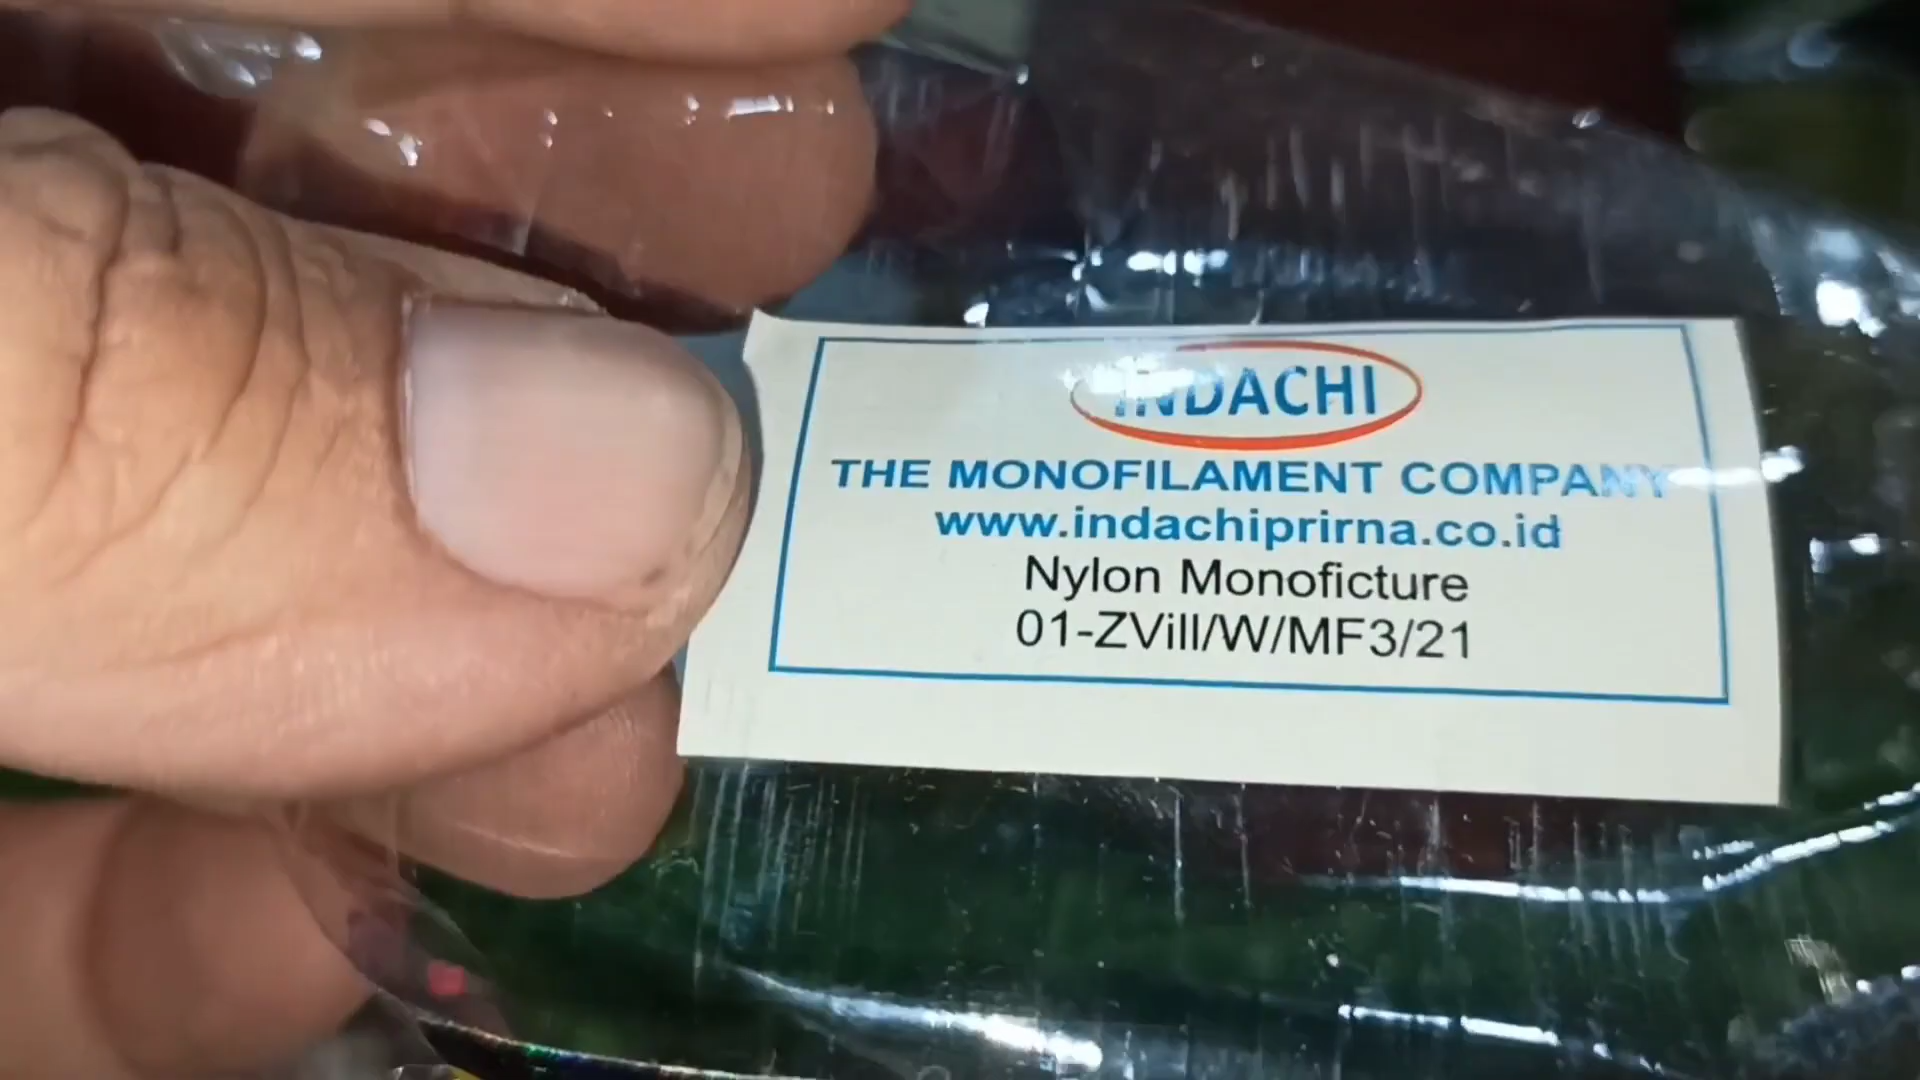 INDACHI
THE MONOFILAMENT COMPANY
www.indachiprirna.co.id
Nylon Monoficture
01-ZVill/W/MF3/21